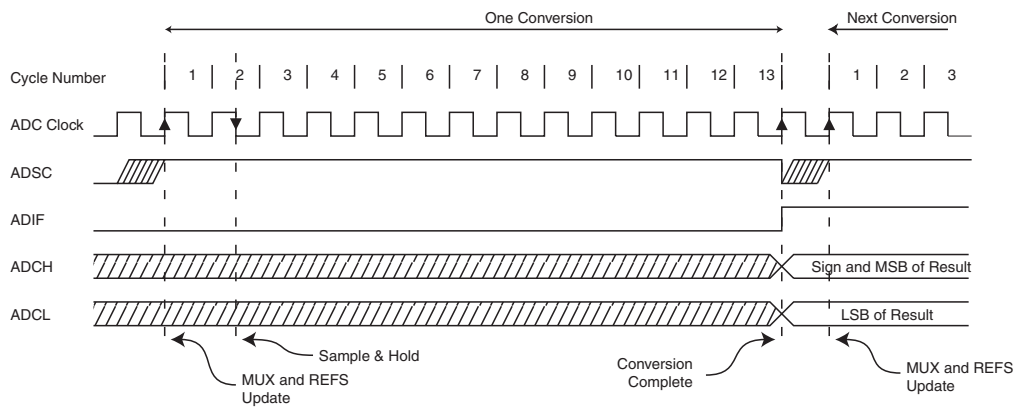 One Conversion Next Conversion
Cycle Number 1 2 3 4 5 6 7 8 9 10 11 12 13 1 2 3
ADC Clock
ADSC
ADIF
ADCH Sign and MSB of Result
ADCL LSB of Result
Sample & Hold
MUX and REFS
Update
Conversion
Complete
MUX and REFS
Update